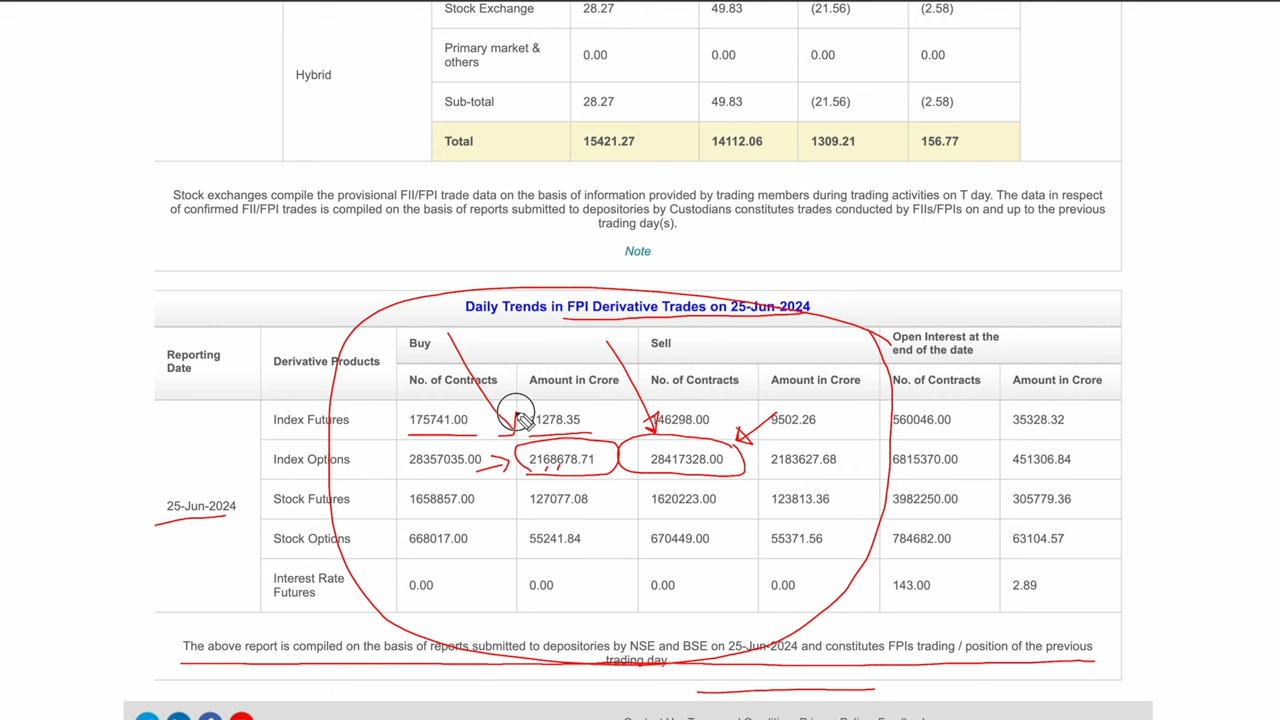 Stock Exchange 28.27 49.83 (21.56) (2.58)
Primary market &
others 0.00 0.00 0.00 0.00
Hybrid
Sub-total 28.27 49.83 (21.56) (2.58)
Total 15421.27 14112.06 1309.21 156.77
Stock exchanges compile the provisional FII/FPI trade data on the basis of information provided by trading members during trading activities on T day. The data in respect
of confirmed FII/FPI trades is compiled on the basis of reports submitted to depositories by Custodians constitutes trades conducted by FIIs/FPIs on and up to the previous
trading day(s).
Note
Daily Trends in FPI Derivative Trades on 25-Jun-2024
Reporting
Date
Derivative Products
Buy Sell Open Interest at the
end of the date
No. of Contracts Amount in Crore No. of Contracts Amount in Crore No. of Contracts Amount in Crore
Index Futures 175741.00 11278.35 146298.00 9502.26 560046.00 35328.32
Index Options 28357035.00 2168678.71 28417328.00 2183627.68 6815370.00 451306.84
Stock Futures 1658857.00 127077.08 1620223.00 123813.36 3982250.00 305779.36
25-Jun-2024
Stock Options 668017.00 55241.84 670449.00 55371.56 784682.00 63104.57
Interest Rate
Futures 0.00 0.00 0.00 0.00 143.00 2.89
The above report is compiled on the basis of reports submitted to depositories by NSE and BSE on 25-Jun-2024 and constitutes FPIs trading / position of the previous
trading day